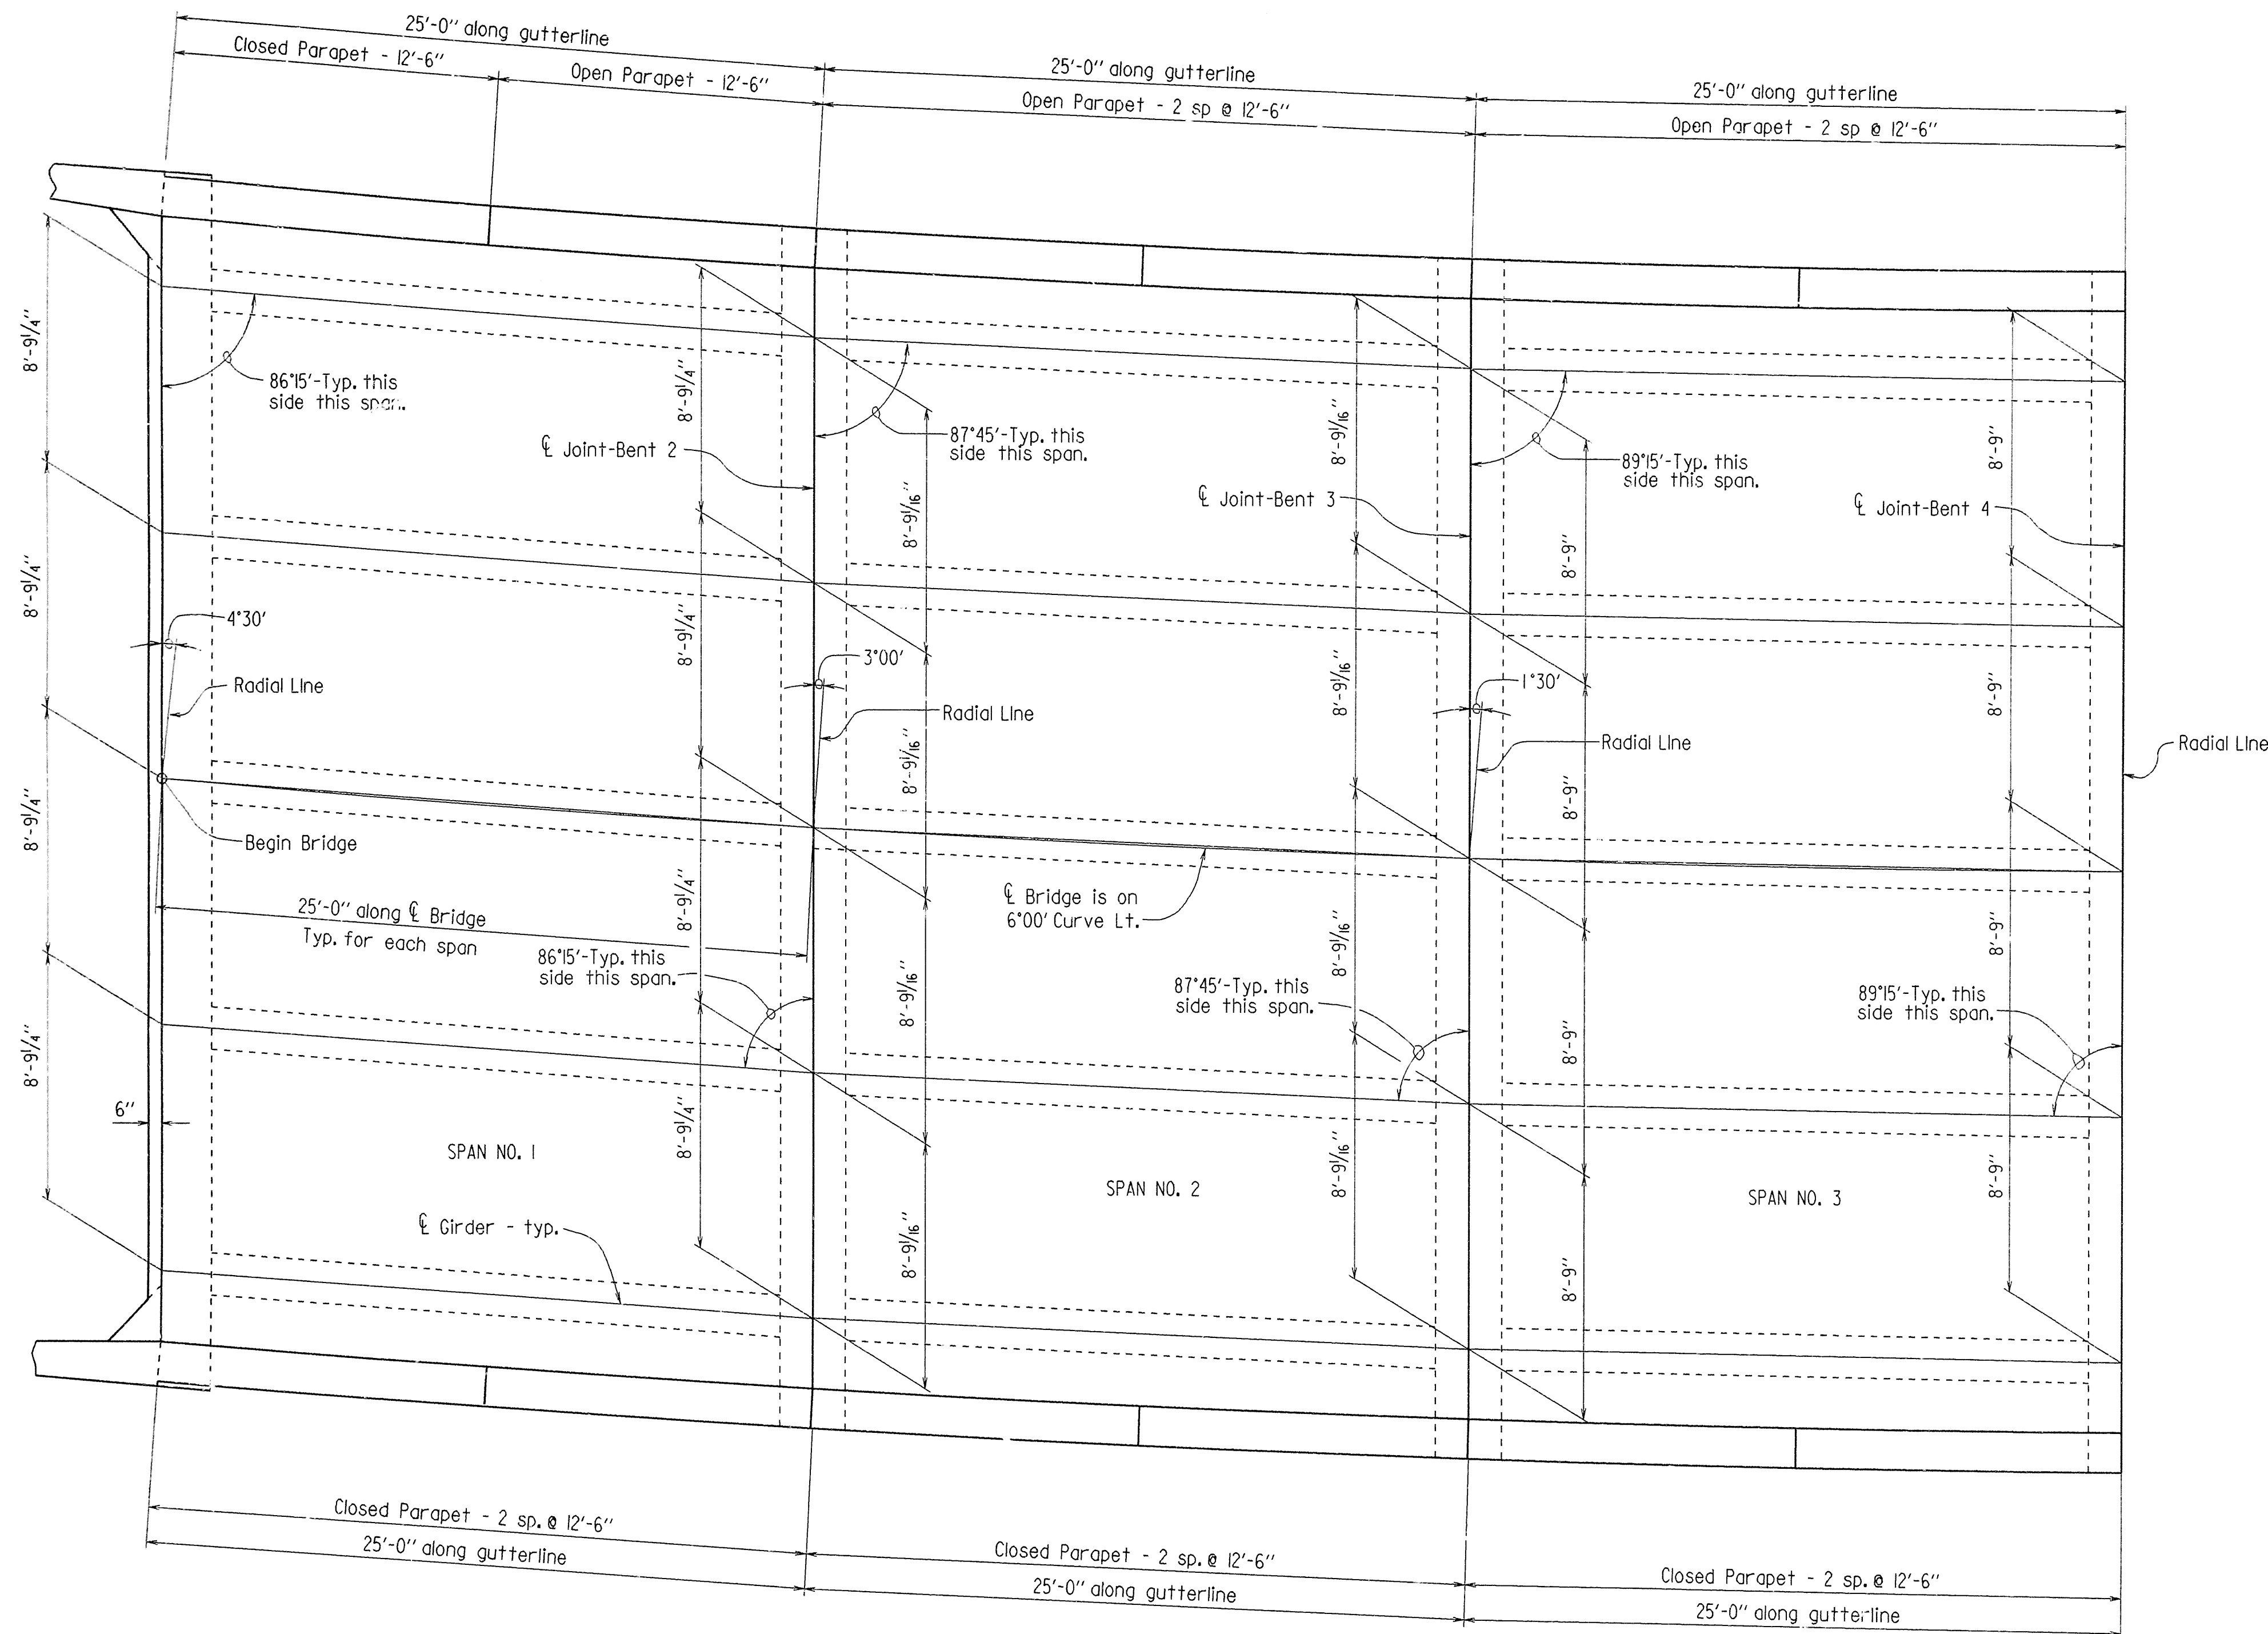 25'-0" along gutterline
Closed Parapet - 12'-6"
Open Parapet - 12'-6"
25'-0" along gutterline
Open Parapet - 2 sp @ 12'-6"
25'-0" along gutterline
Open Parapet - 2 sp @ 12'-6"
8'-9 1/4"
8'-9 1/4"
8'-9 1/4"
8'-9 1/4"
86°15'-Typ. this
side this span.
℄ Joint-Bent 2
8'-9 1/4"
8'-9 1/4"
8'-9 1/4"
8'-9 1/4"
87°45'-Typ. this
side this span.
8'-9 1/16"
8'-9 1/16"
8'-9 1/16"
8'-9 1/16"
℄ Joint-Bent 3
8'-9 1/16"
8'-9 1/16"
8'-9 1/16"
8'-9 1/16"
89°15'-Typ. this
side this span.
8'-9"
8'-9"
8'-9"
8'-9"
℄ Joint-Bent 4
8'-9"
8'-9"
8'-9"
8'-9"
4°30'
Radial LIne
3°00'
Radial LIne
1°30'
Radial LIne
Radial LIne
Begin Bridge
25'-0" along ℄ Bridge
Typ. for each span
86°15'-Typ. this
side this span.
℄ Bridge is on
6°00' Curve Lt.
87°45'-Typ. this
side this span.
89°15'-Typ. this
side this span.
6"
SPAN NO. 1
SPAN NO. 2
SPAN NO. 3
℄ Girder - typ.
Closed Parapet - 2 sp. @ 12'-6"
25'-0" along gutterline
Closed Parapet - 2 sp. @ 12'-6"
25'-0" along gutterline
Closed Parapet - 2 sp. @ 12'-6"
25'-0" along gutterline